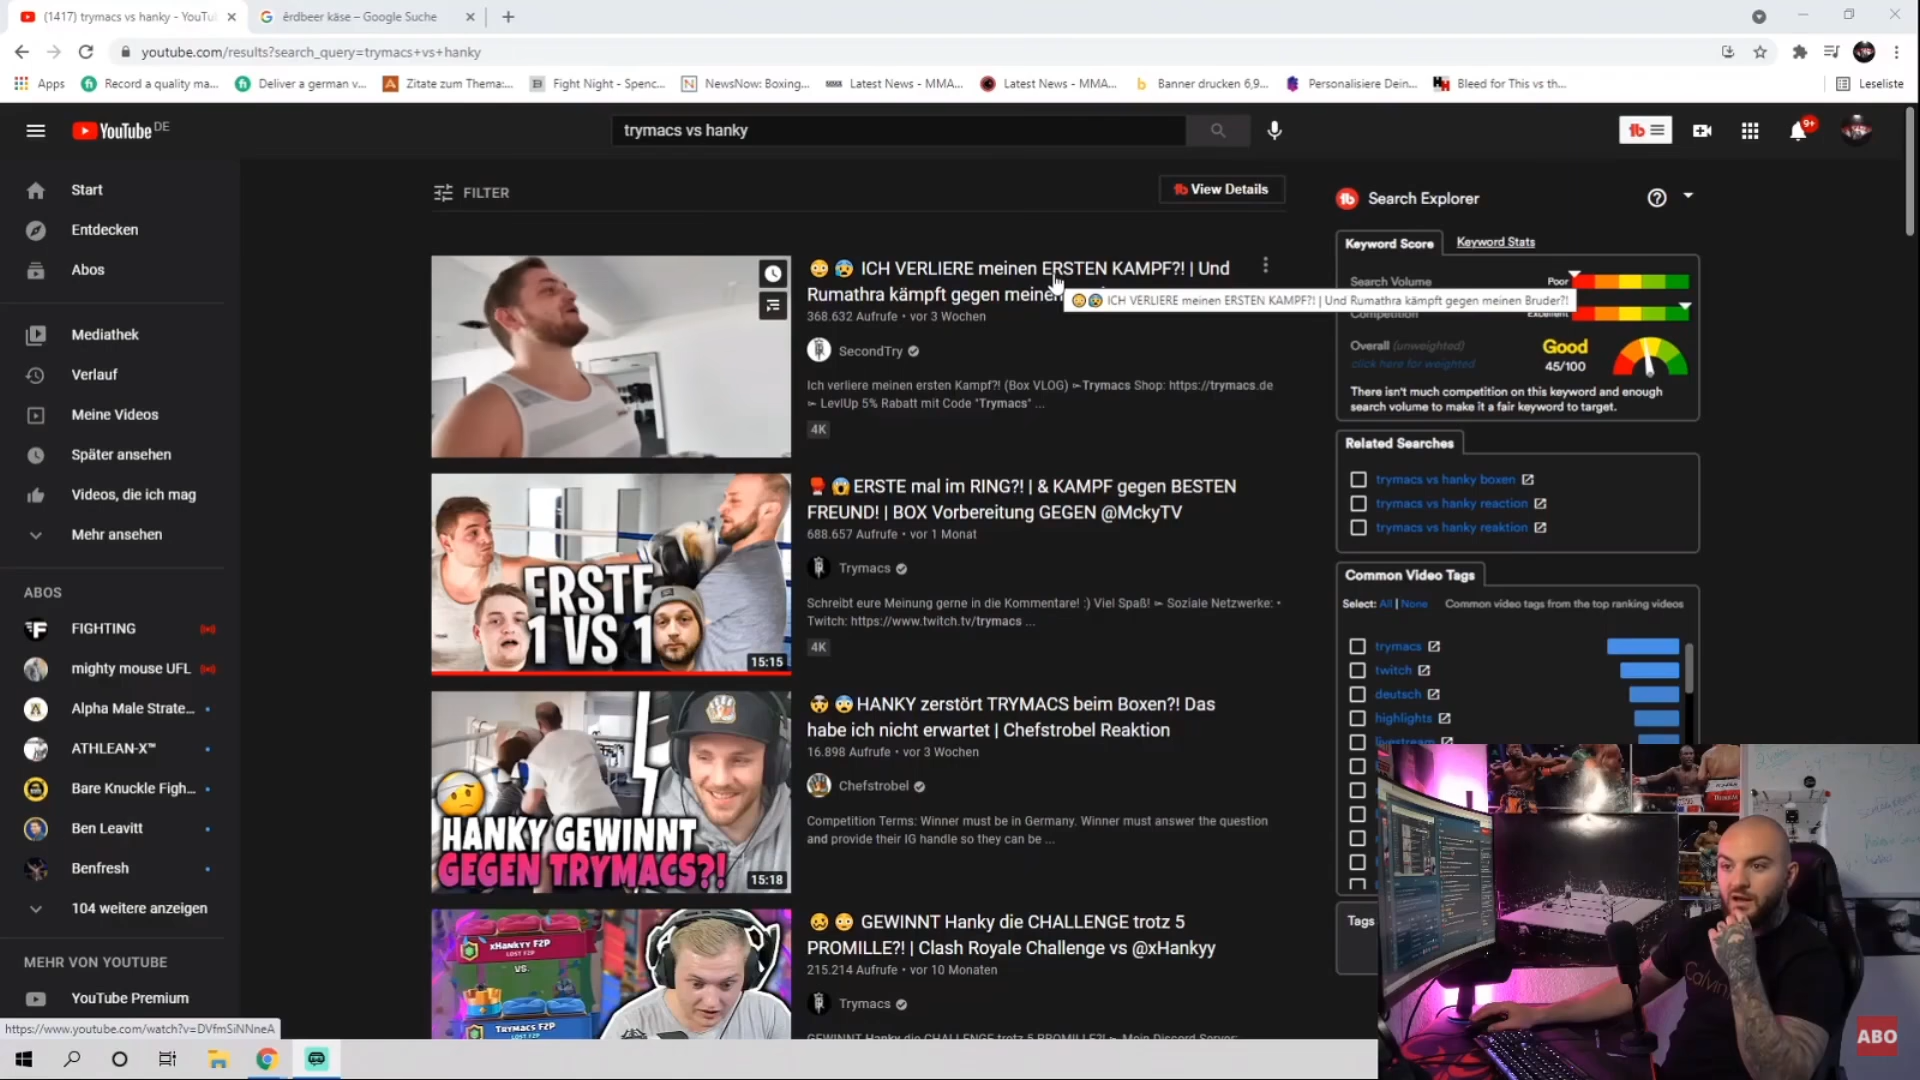 (1417) trymacs vs hanky - YouTu
êrdbeer käse – Google Suche
youtube.com/results?search_query=trymacs+vs+hanky
Apps
Record a quality ma...
Deliver a german v...
Zitate zum Thema:...
Fight Night - Spenc...
NewsNow: Boxing...
Latest News - MMA...
Latest News - MMA...
Banner drucken 6,9...
Personalisiere Dein...
Bleed for This vs th...
Leseliste
YouTube DE
trymacs vs hanky
9+
Start
Entdecken
Abos
Mediathek
Verlauf
Meine Videos
Später ansehen
Videos, die ich mag
Mehr ansehen
ABOS
FIGHTING
mighty mouse UFL
Alpha Male Strate...
ATHLEAN-X™
Bare Knuckle Figh...
Ben Leavitt
Benfresh
104 weitere anzeigen
MEHR VON YOUTUBE
YouTube Premium
https://www.youtube.com/watch?v=DVfmSiNNneA
FILTER
View Details
😳 😰 ICH VERLIERE meinen ERSTEN KAMPF?! | Und
Rumathra kämpft gegen meinen
😳😰 ICH VERLIERE meinen ERSTEN KAMPF?! | Und Rumathra kämpft gegen meinen Bruder?!
368.632 Aufrufe • vor 3 Wochen
SecondTry
Ich verliere meinen ersten Kampf?! (Box VLOG) ➳Trymacs Shop: https://trymacs.de
➳ LevlUp 5% Rabatt mit Code "Trymacs" ...
4K
ERSTE
1 VS 1
15:15
🥊 😱ERSTE mal im RING?! | & KAMPF gegen BESTEN
FREUND! | BOX Vorbereitung GEGEN @MckyTV
688.657 Aufrufe • vor 1 Monat
Trymacs
Schreibt eure Meinung gerne in die Kommentare! :) Viel Spaß! ➳ Soziale Netzwerke: •
Twitch: https://www.twitch.tv/trymacs ...
4K
HANKY GEWINNT
GEGEN TRYMACS?!
15:18
🤯 😨HANKY zerstört TRYMACS beim Boxen?! Das
habe ich nicht erwartet | Chefstrobel Reaktion
16.898 Aufrufe • vor 3 Wochen
Chefstrobel
Competition Terms: Winner must be in Germany. Winner must answer the question
and provide their IG handle so they can be ...
xHankyy F2P
LOST F2P
VS.
Trymacs F2P
LOST F2P
🥴 😳 GEWINNT Hanky die CHALLENGE trotz 5
PROMILLE?! | Clash Royale Challenge vs @xHankyy
215.214 Aufrufe • vor 10 Monaten
Trymacs
GEWINNT Hanky die CHALLENGE trotz 5 PROMILLE?! ➳ Mein Discord Server:
Search Explorer
Keyword Score
Keyword Stats
Search Volume
Poor
Competition
Excellent
Overall (unweighted)
click here for weighted
Good
45/100
There isn't much competition on this keyword and enough
search volume to make it a fair keyword to target.
Related Searches
trymacs vs hanky boxen
trymacs vs hanky reaction
trymacs vs hanky reaktion
Common Video Tags
Select: All | None
Common video tags from the top ranking videos
trymacs
twitch
deutsch
highlights
livestream
Tags
Calvin
ABO